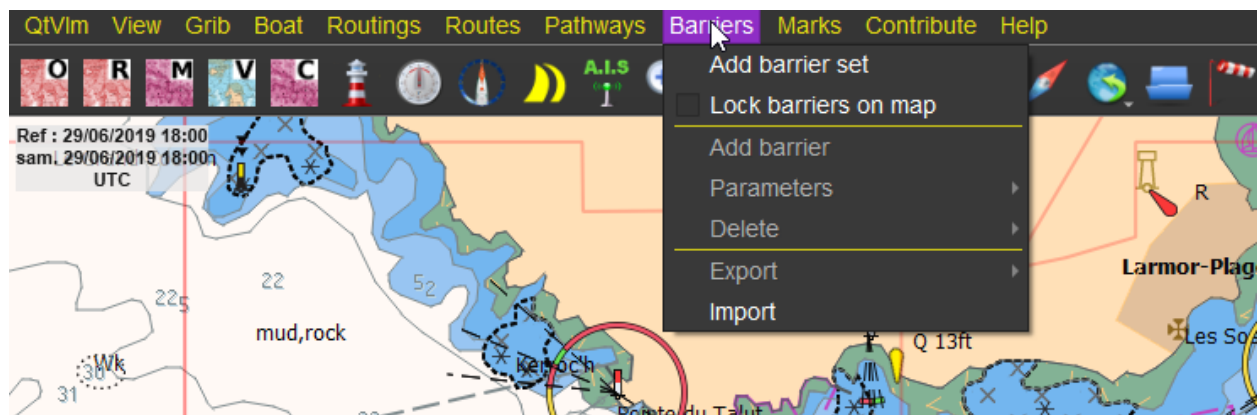 QtVlm View Grib Boat Routings Routes Pathways Barriers Marks Contribute Help
O R M V C A.I.S
Add barrier set
Lock barriers on map
Add barrier
Parameters
Delete
Export
Import
Ref : 29/06/2019 18:00
sam. 29/06/2019 18:00
UTC
R
Larmor-Plag
22
5₂
22₅
mud,rock
Q 13ft
Les So
Wk
30
31
Pointe du Talut